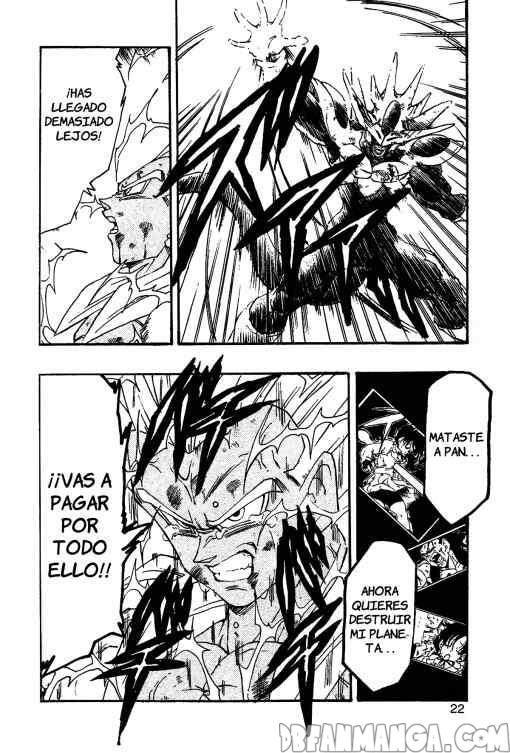 ¡HAS
LLEGADO
DEMASIADO
LEJOS!
MATASTE
A PAN...
AHORA
QUIERES
DESTRUIR
MI PLANE-
TA...
¡¡VAS A
PAGAR
POR
TODO
ELLO!!
22
DBFANMANGA.COM